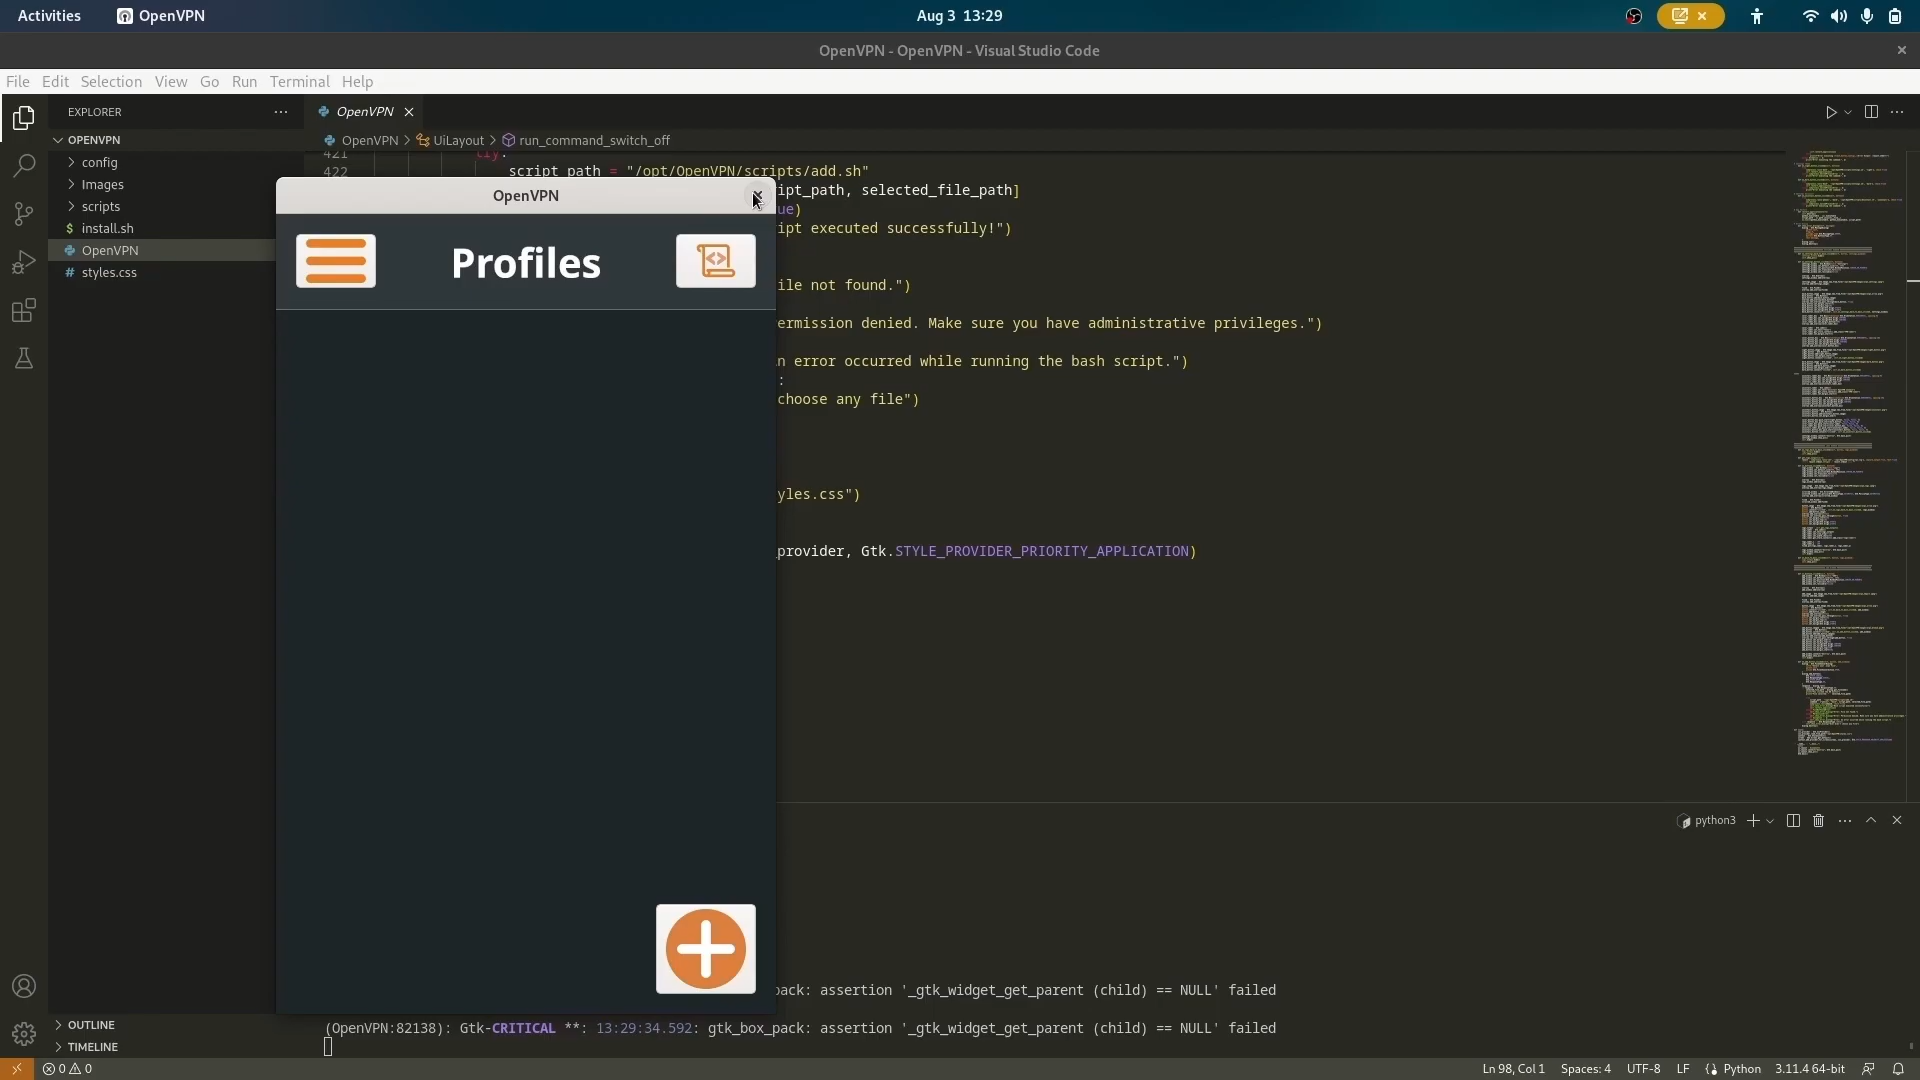 Activities
OpenVPN
Aug 3 13:29
OpenVPN - OpenVPN - Visual Studio Code
File Edit Selection View Go Run Terminal Help
EXPLORER
OPENVPN
config
Images
scripts
$ install.sh
OpenVPN
# styles.css
OpenVPN
OpenVPN > UiLayout > run_command_switch_off
421 try:
422 script_path = "/opt/OpenVPN/scripts/add.sh"
ipt_path, selected_file_path]
ue)
ipt executed successfully!")
ile not found.")
ermission denied. Make sure you have administrative privileges.")
n error occurred while running the bash script.")
:
choose any file")
yles.css")
provider, Gtk.STYLE_PROVIDER_PRIORITY_APPLICATION)
OpenVPN
Profiles
python3
pack: assertion '_gtk_widget_get_parent (child) == NULL' failed
(OpenVPN:82138): Gtk-CRITICAL **: 13:29:34.592: gtk_box_pack: assertion '_gtk_widget_get_parent (child) == NULL' failed
OUTLINE
TIMELINE
0 0
Ln 98, Col 1 Spaces: 4 UTF-8 LF Python 3.11.4 64-bit